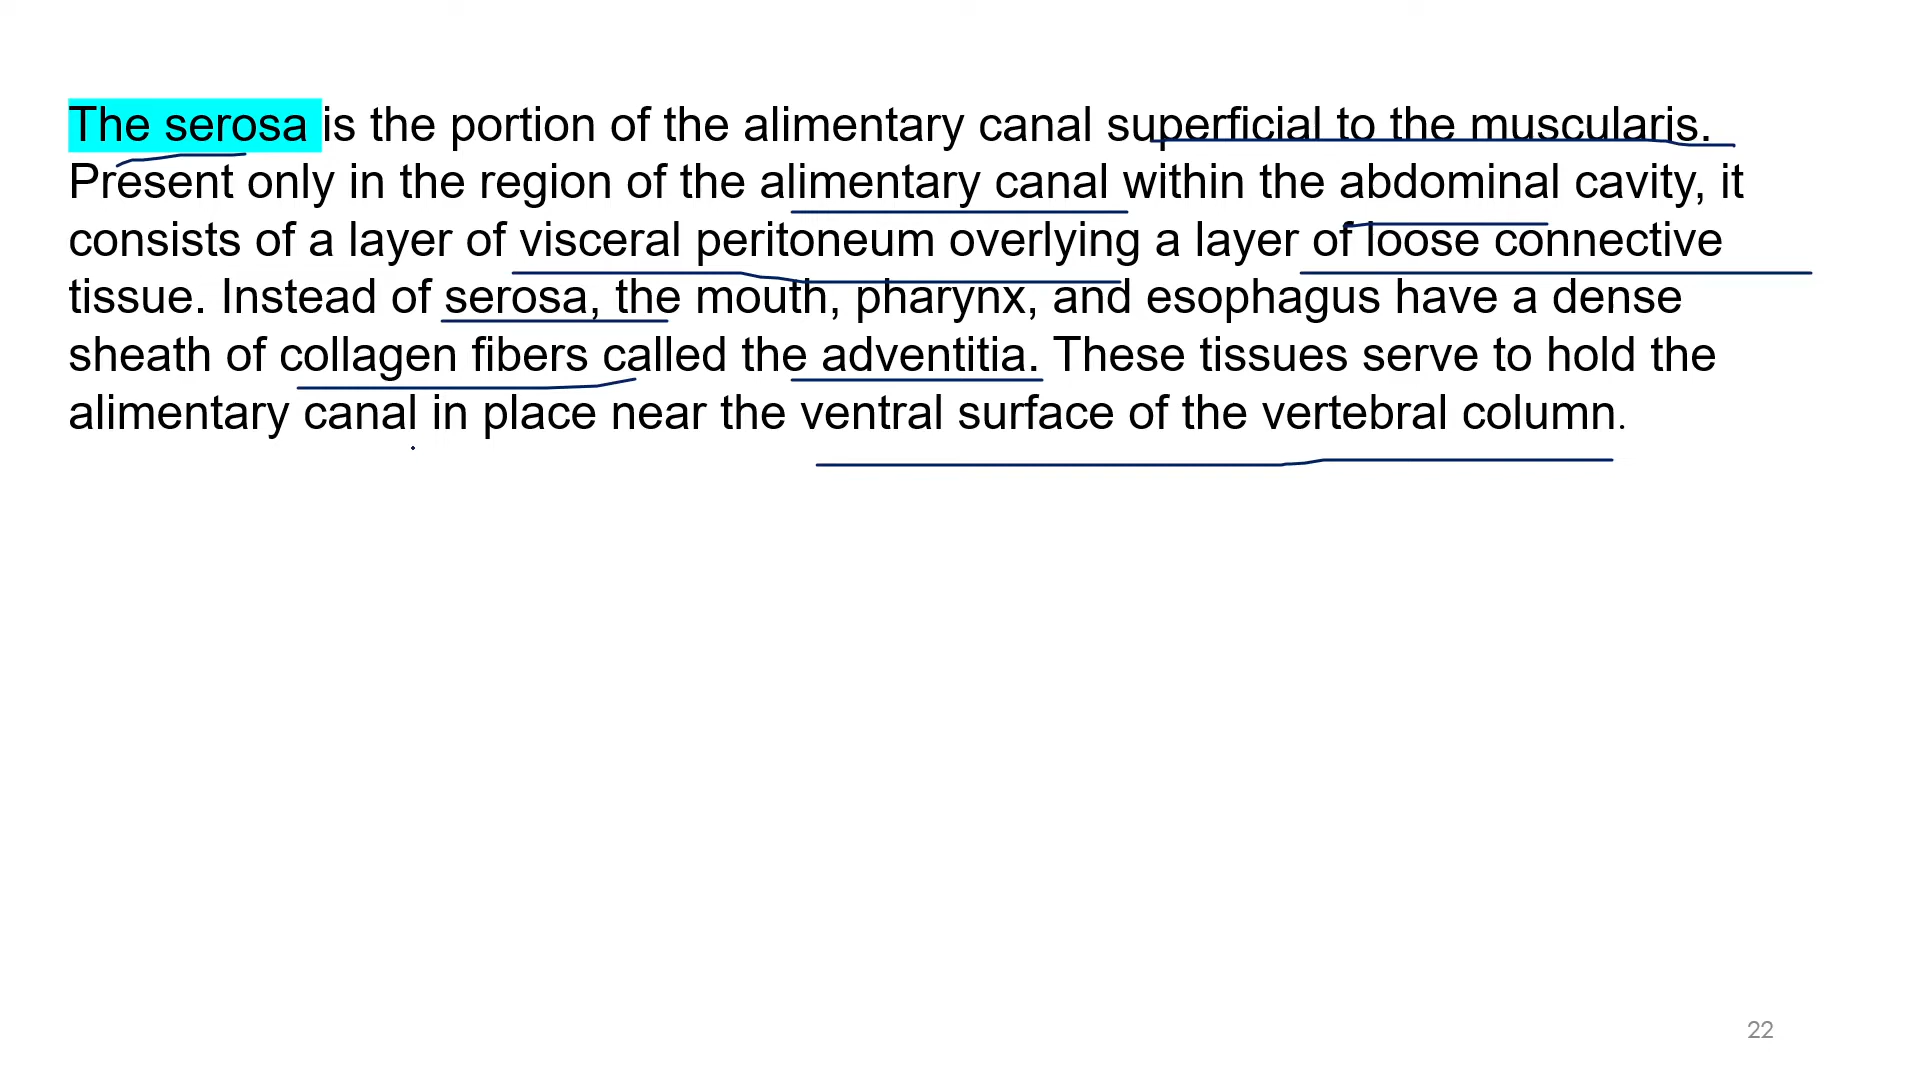 The serosa is the portion of the alimentary canal superficial to the muscularis.
Present only in the region of the alimentary canal within the abdominal cavity, it
consists of a layer of visceral peritoneum overlying a layer of loose connective
tissue. Instead of serosa, the mouth, pharynx, and esophagus have a dense
sheath of collagen fibers called the adventitia. These tissues serve to hold the
alimentary canal in place near the ventral surface of the vertebral column.
22